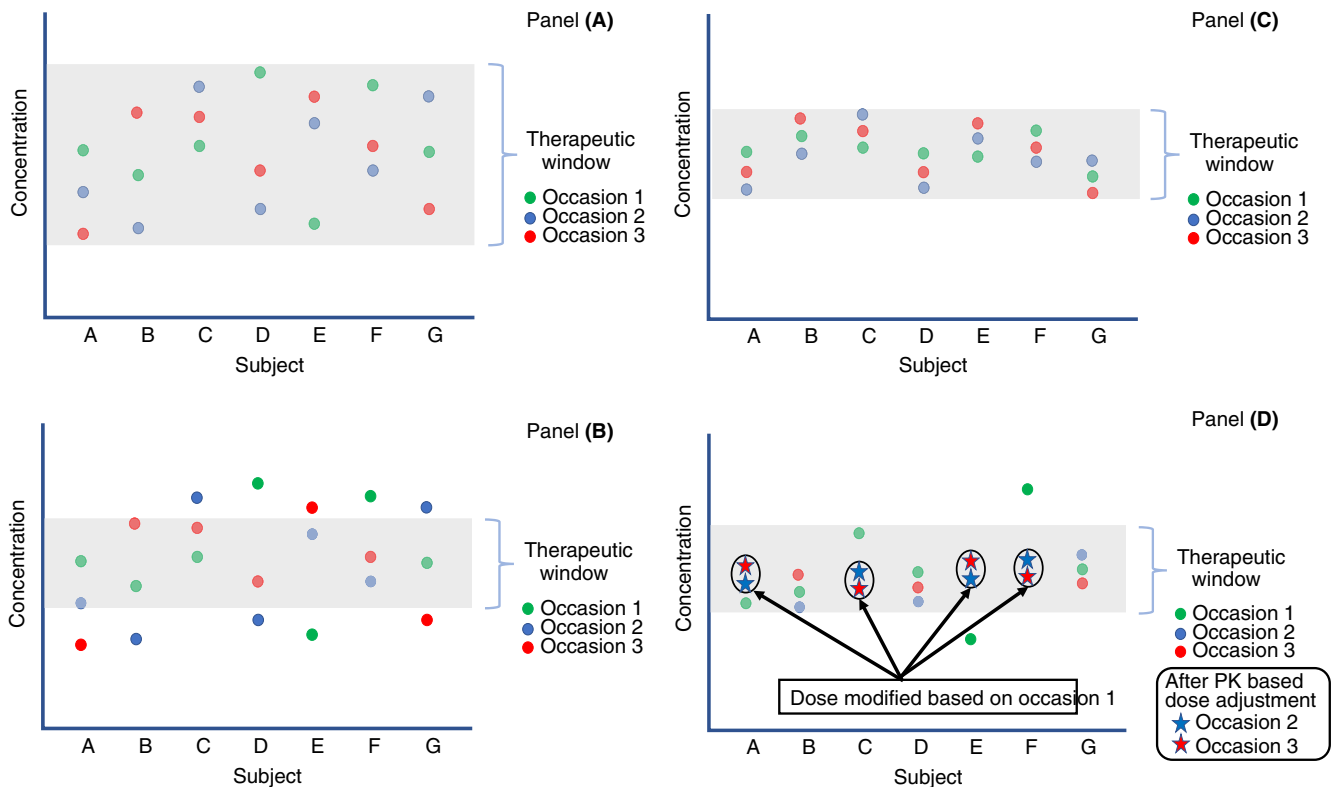 Panel (A)
Concentration
Therapeutic
window
Occasion 1
Occasion 2
Occasion 3
A B C D E F G
Subject
Panel (C)
Concentration
Therapeutic
window
Occasion 1
Occasion 2
Occasion 3
A B C D E F G
Subject
Panel (B)
Concentration
Therapeutic
window
Occasion 1
Occasion 2
Occasion 3
A B C D E F G
Subject
Panel (D)
Concentration
Therapeutic
window
Occasion 1
Occasion 2
Occasion 3
Dose modified based on occasion 1
After PK based
dose adjustment
Occasion 2
Occasion 3
A B C D E F G
Subject